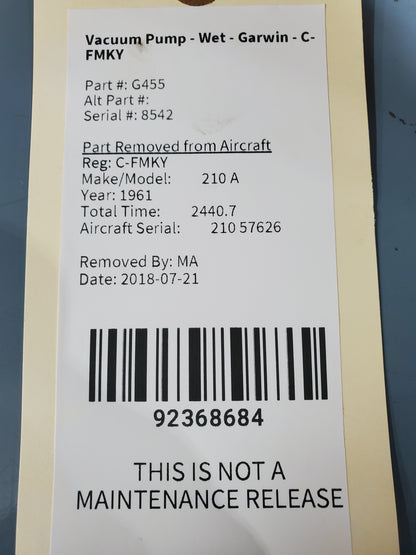 Vacuum Pump - Wet - Garwin - C-
FMKY
Part #: G455
Alt Part #:
Serial #: 8542
Part Removed from Aircraft
Reg: C-FMKY
Make/Model: 210 A
Year: 1961
Total Time: 2440.7
Aircraft Serial: 210 57626
Removed By: MA
Date: 2018-07-21
92368684
THIS IS NOT A
MAINTENANCE RELEASE